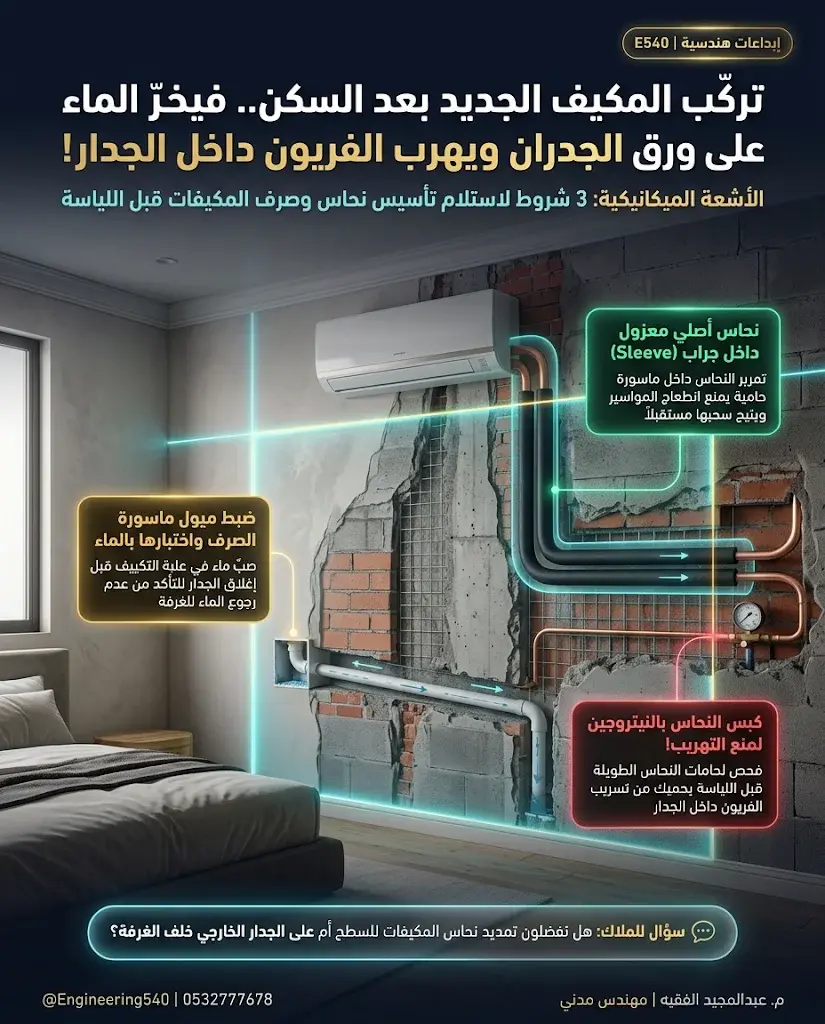 إبداعات هندسية | E540
تركّب المكيف الجديد بعد السكن.. فيخرّ الماء
على ورق الجدران ويهرب الفريون داخل الجدار!
الأشعة الميكانيكية: 3 شروط لاستلام تأسيس نحاس وصرف المكيفات قبل اللياسة
نحاس أصلي معزول
داخل جراب (Sleeve)
تمرير النحاس داخل ماسورة
حامية يمنع انطعاج المواسير
ويتيح سحبها مستقبلاً
ضبط ميول ماسورة
الصرف واختبارها بالماء
صبّ ماء في علبة التكييف قبل
إغلاق الجدار للتأكد من عدم
رجوع الماء للغرفة
كبس النحاس بالنيتروجين
لمنع التهريب!
فحص لحامات النحاس الطويلة
قبل اللياسة يحميك من تسريب
الفريون داخل الجدار
سؤال للملاك: هل تفضلون تمديد نحاس المكيفات للسطح أم على الجدار الخارجي خلف الغرفة؟
م. عبدالمجيد الفقيه | مهندس مدني
@Engineering540 | 0532777678